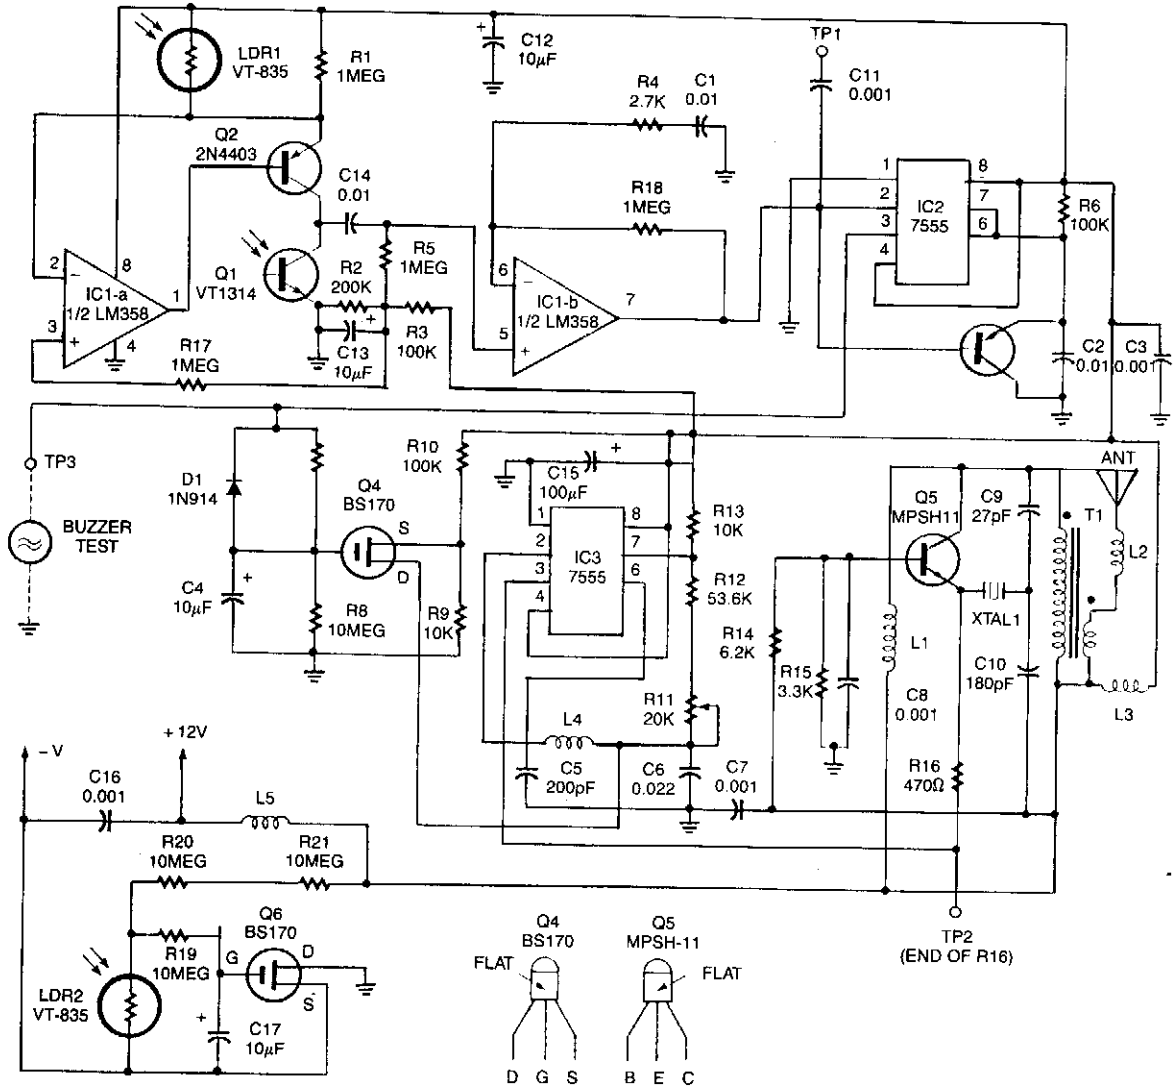 LDR1
VT-835
R1
1MEG
+
C12
10µF
TP1
C11
0.001
R4
2.7K
C1
0.01
Q2
2N4403
C14
0.01
R18
1MEG
1
2
3
4
IC2
7555
8
7
6
R6
100K
2
−
8
IC1-a
1/2 LM358
1
3
+
4
Q1
VT1314
R2
200K
R5
1MEG
+
C13
10µF
R3
100K
R17
1MEG
6
−
IC1-b
1/2 LM358
7
5
+
C2
0.01
C3
0.001
TP3
BUZZER
TEST
D1
1N914
Q4
BS170
S
D
R10
100K
C15
100µF
+
1
2
3
4
IC3
7555
8
7
6
R13
10K
R12
53.6K
C4
10µF
+
R8
10MEG
R9
10K
R11
20K
L4
C5
200pF
C6
0.022
C7
0.001
R14
6.2K
R15
3.3K
Q5
MPSH11
L1
C8
0.001
C9
27pF
XTAL1
C10
180pF
ANT
T1
L2
L3
R16
470Ω
TP2
(END OF R16)
−V
+12V
C16
0.001
L5
R20
10MEG
R21
10MEG
R19
10MEG
Q6
BS170
G
D
S
LDR2
VT-835
+
C17
10µF
Q4
BS170
FLAT
D G S
Q5
MPSH-11
FLAT
B E C